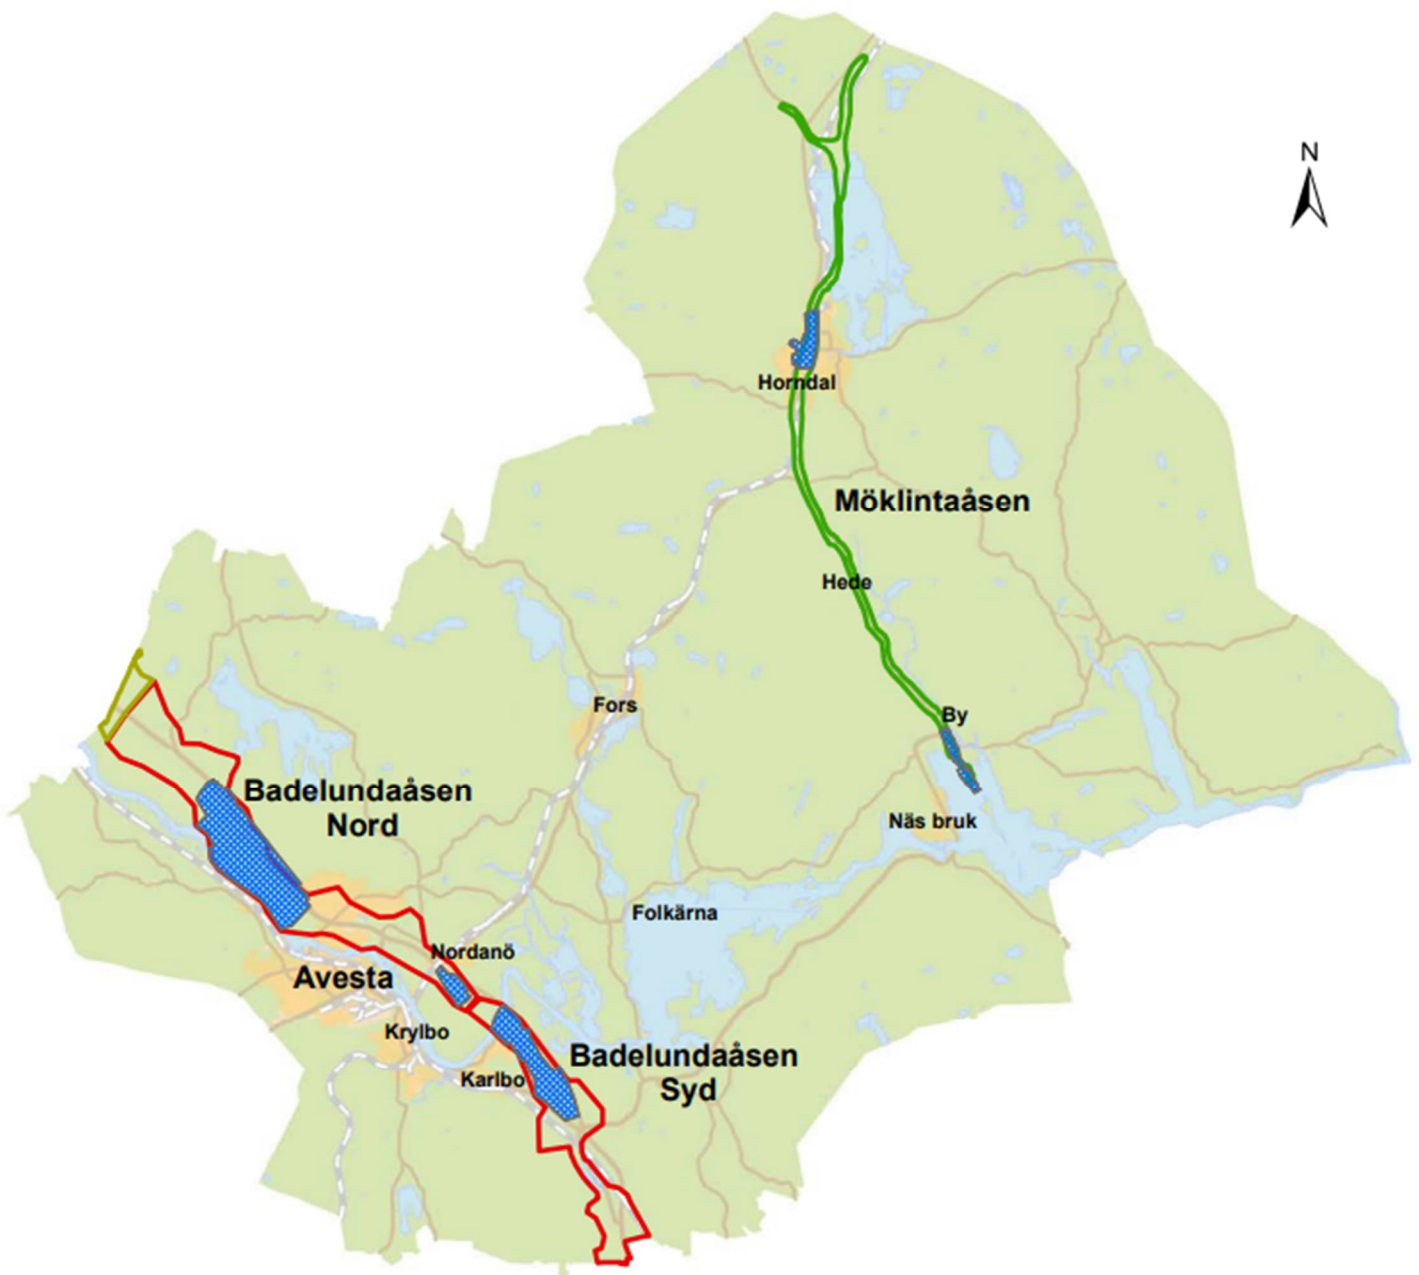 N
Horndal
Möklintaåsen
Hede
By
Fors
Badelundaåsen
Nord
Näs bruk
Folkärna
Nordanö
Avesta
Krylbo
Badelundaåsen
Syd
Karlbo